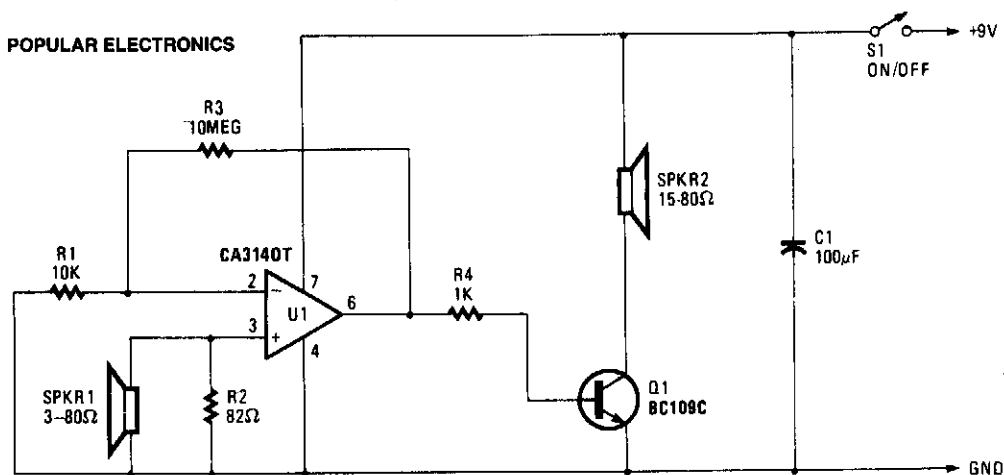 POPULAR ELECTRONICS
+9V
S1
ON/OFF
R3
10MEG
SPKR2
15-80Ω
CA3140T
C1
100µF
R1
10K
R4
1K
2
7
−
U1
6
3
+
4
SPKR1
3-80Ω
R2
82Ω
Q1
BC109C
GND